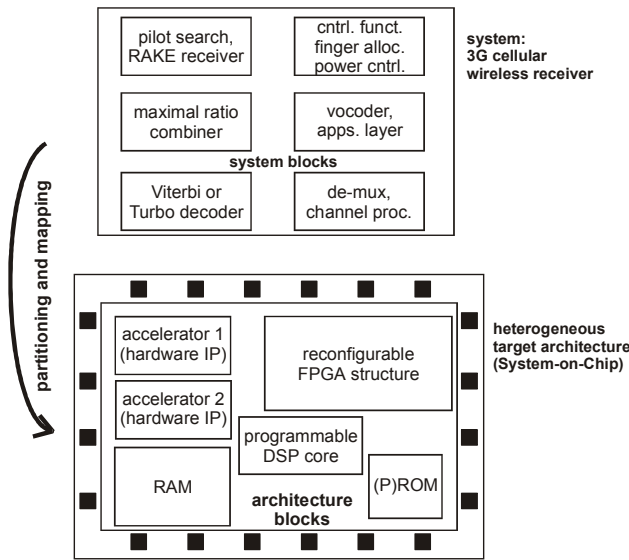 pilot search,
RAKE receiver
cntrl. funct.
finger alloc.
power cntrl.
system:
3G cellular
wireless receiver
maximal ratio
combiner
vocoder,
apps. layer
system blocks
Viterbi or
Turbo decoder
de-mux,
channel proc.
partitioning and mapping
accelerator 1
(hardware IP)
reconfigurable
FPGA structure
heterogeneous
target architecture
(System-on-Chip)
accelerator 2
(hardware IP)
programmable
DSP core
RAM
(P)ROM
architecture
blocks